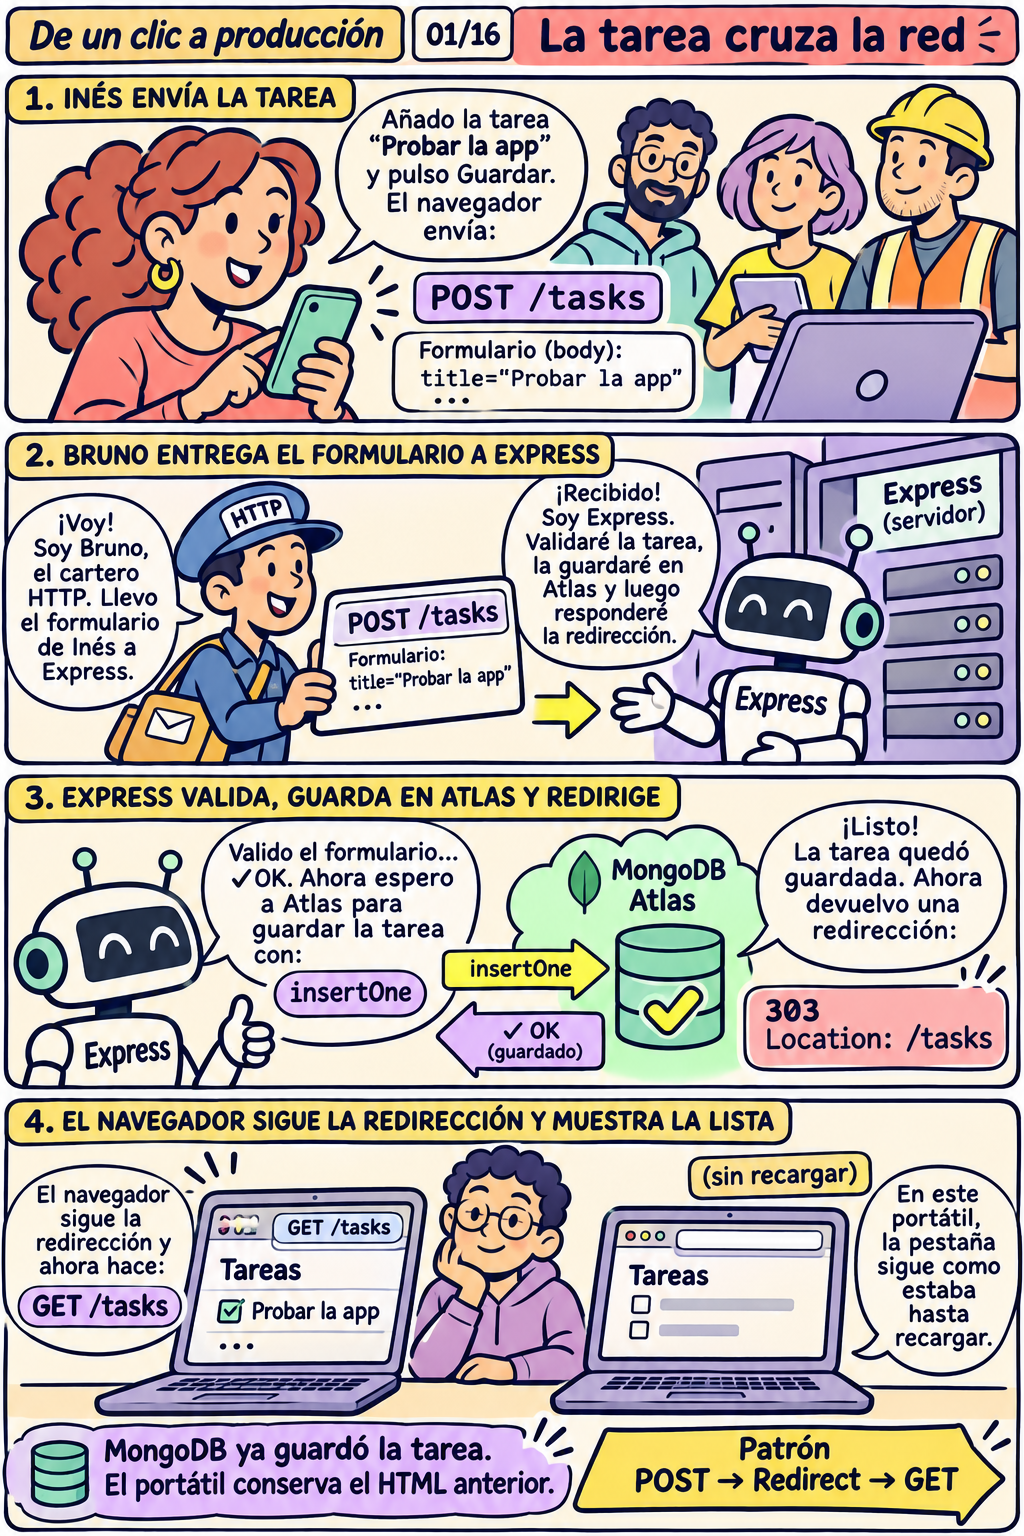 De un clic a producción
01/16
La tarea cruza la red
1. INÉS ENVÍA LA TAREA
Añado la tarea
“Probar la app”
y pulso Guardar.
El navegador
envía:
POST /tasks
Formulario (body):
title=“Probar la app”
...
2. BRUNO ENTREGA EL FORMULARIO A EXPRESS
¡Voy!
Soy Bruno,
el cartero
HTTP. Llevo
el formulario
de Inés a
Express.
HTTP
POST /tasks
Formulario:
title=“Probar la app”
...
¡Recibido!
Soy Express.
Validaré la tarea,
la guardaré en
Atlas y luego
responderé
la redirección.
Express
(servidor)
Express
3. EXPRESS VALIDA, GUARDA EN ATLAS Y REDIRIGE
Valido el formulario...
✓OK. Ahora espero
a Atlas para
guardar la tarea
con:
insertOne
Express
insertOne
✓ OK
(guardado)
MongoDB
Atlas
¡Listo!
La tarea quedó
guardada. Ahora
devuelvo una
redirección:
303
Location: /tasks
4. EL NAVEGADOR SIGUE LA REDIRECCIÓN Y MUESTRA LA LISTA
El navegador
sigue la
redirección y
ahora hace:
GET /tasks
GET /tasks
Tareas
Probar la app
...
(sin recargar)
Tareas
En este
portátil,
la pestaña
sigue como
estaba
hasta
recargar.
MongoDB ya guardó la tarea.
El portátil conserva el HTML anterior.
Patrón
POST → Redirect → GET